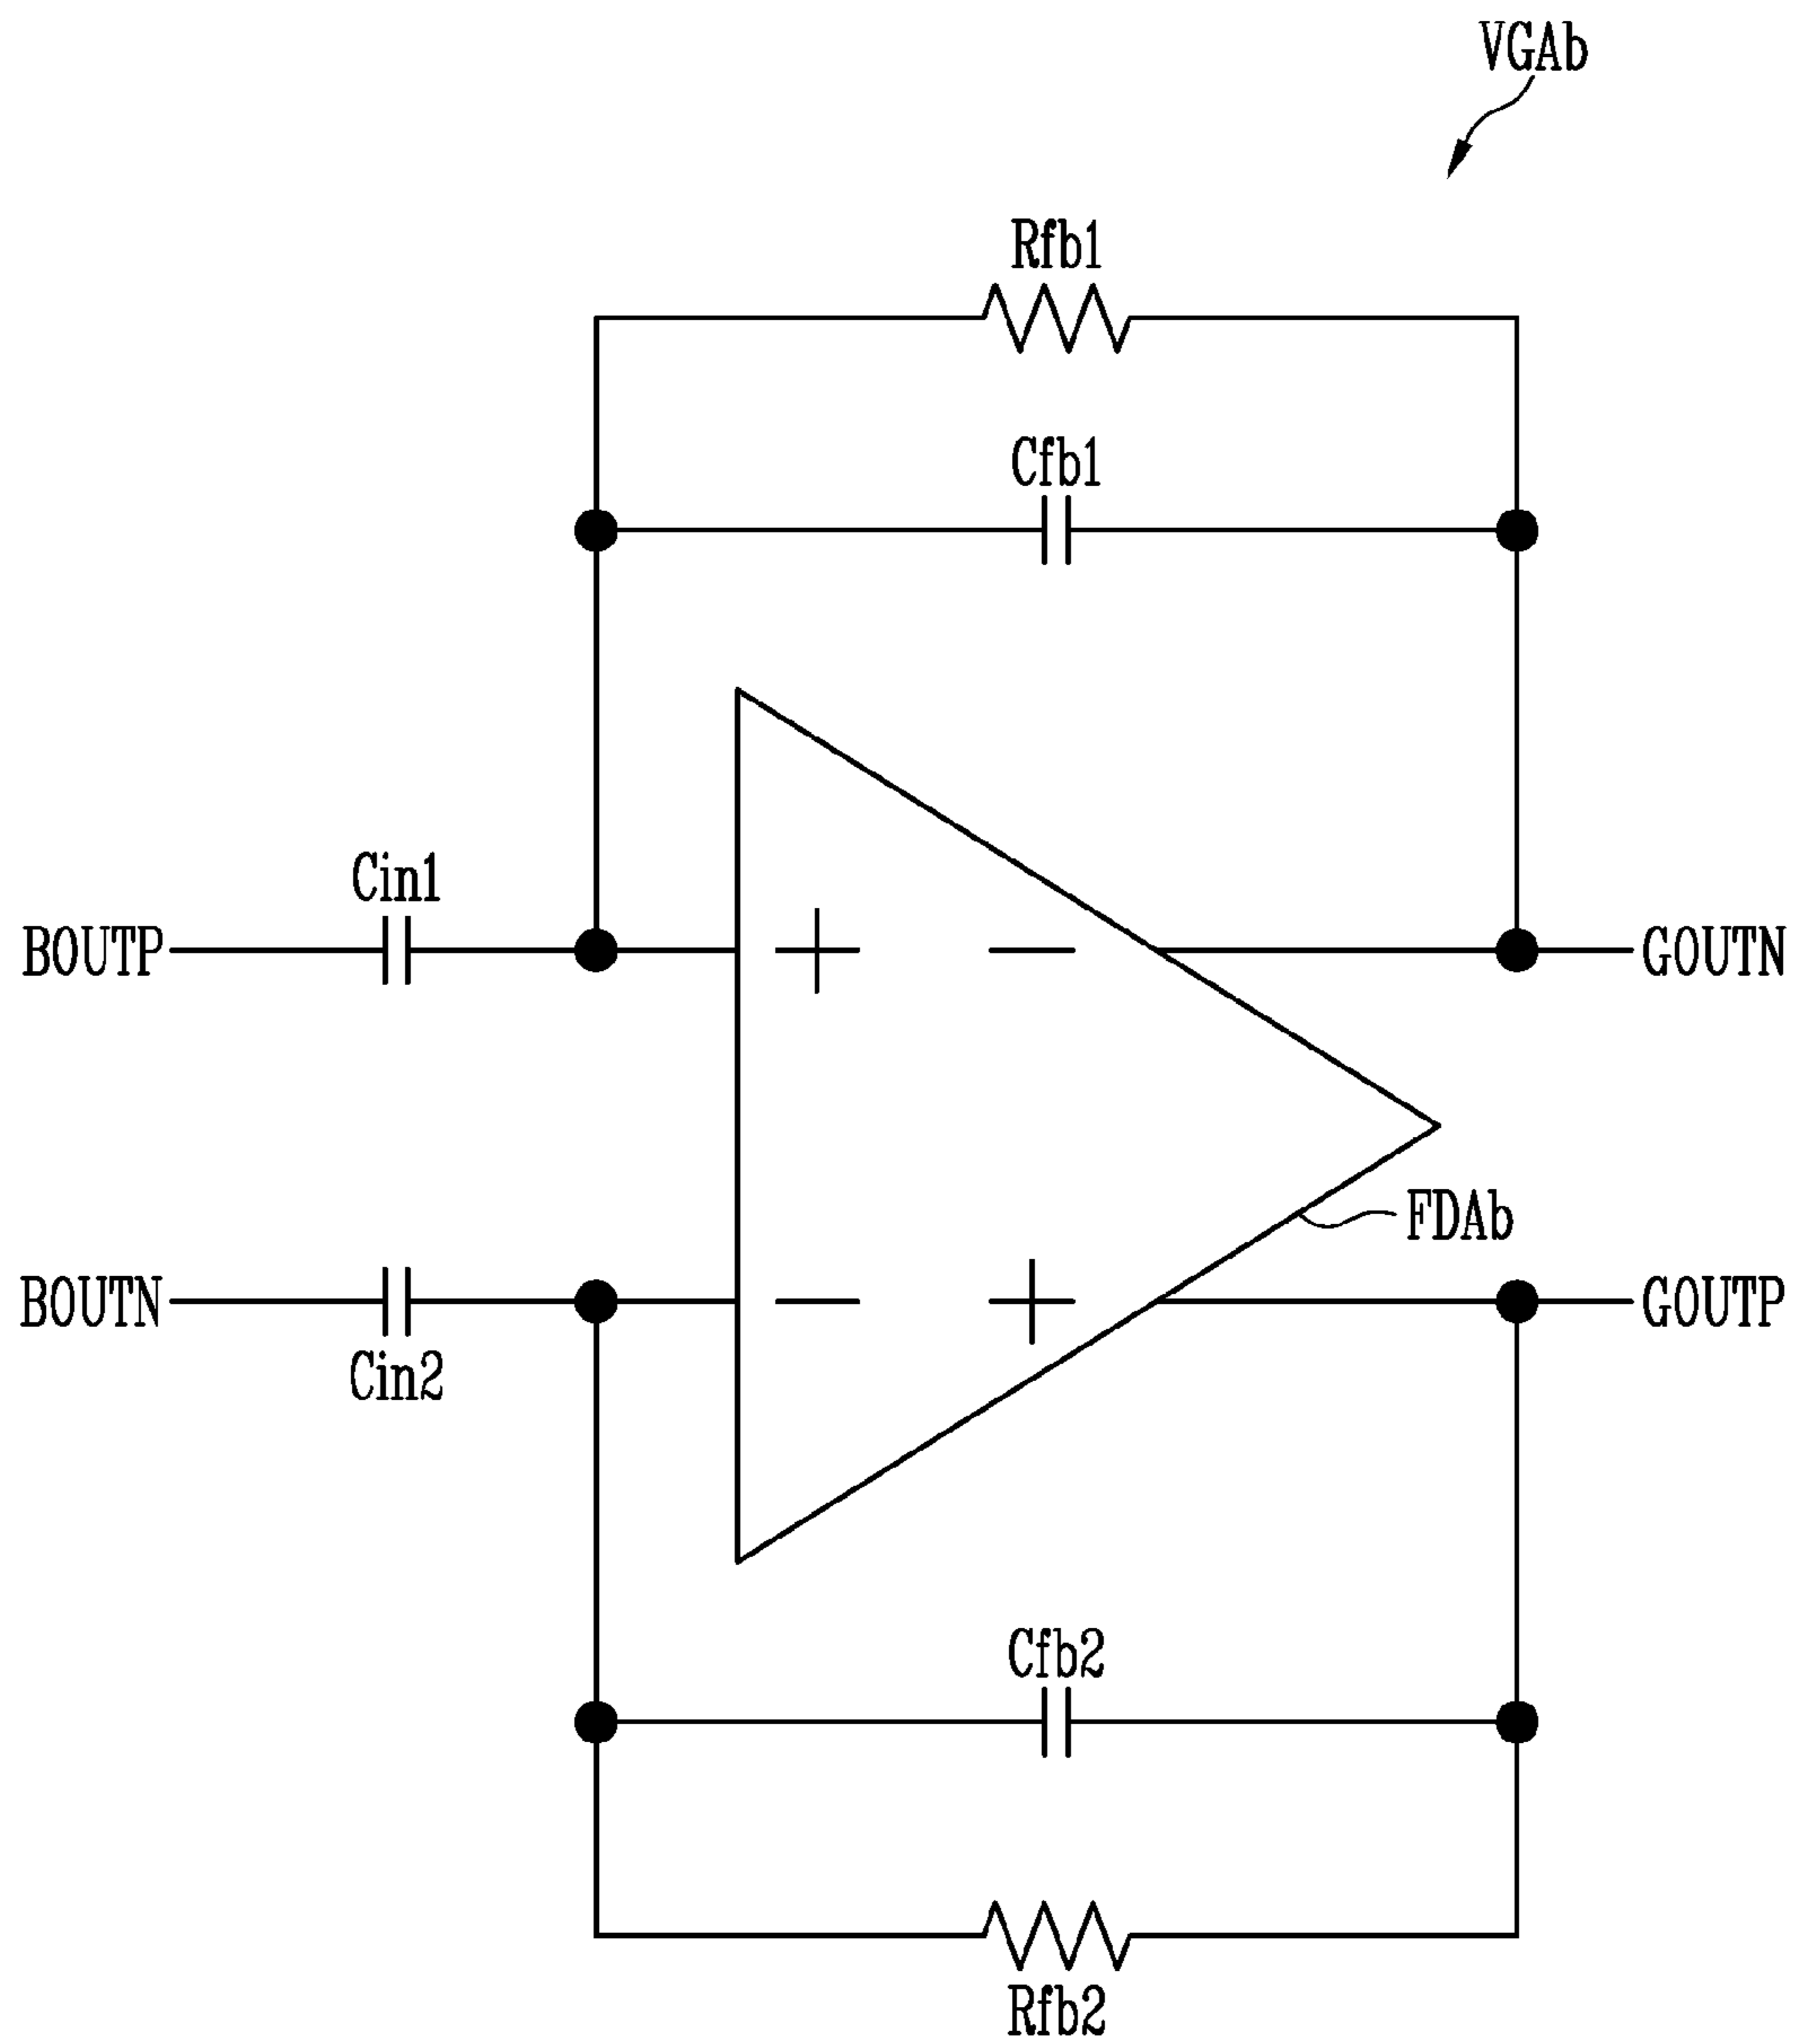 VGAb
Rfb1
Cfb1
Cin1
BOUTP
+
−
GOUTN
FDAb
BOUTN
−
+
GOUTP
Cin2
Cfb2
Rfb2